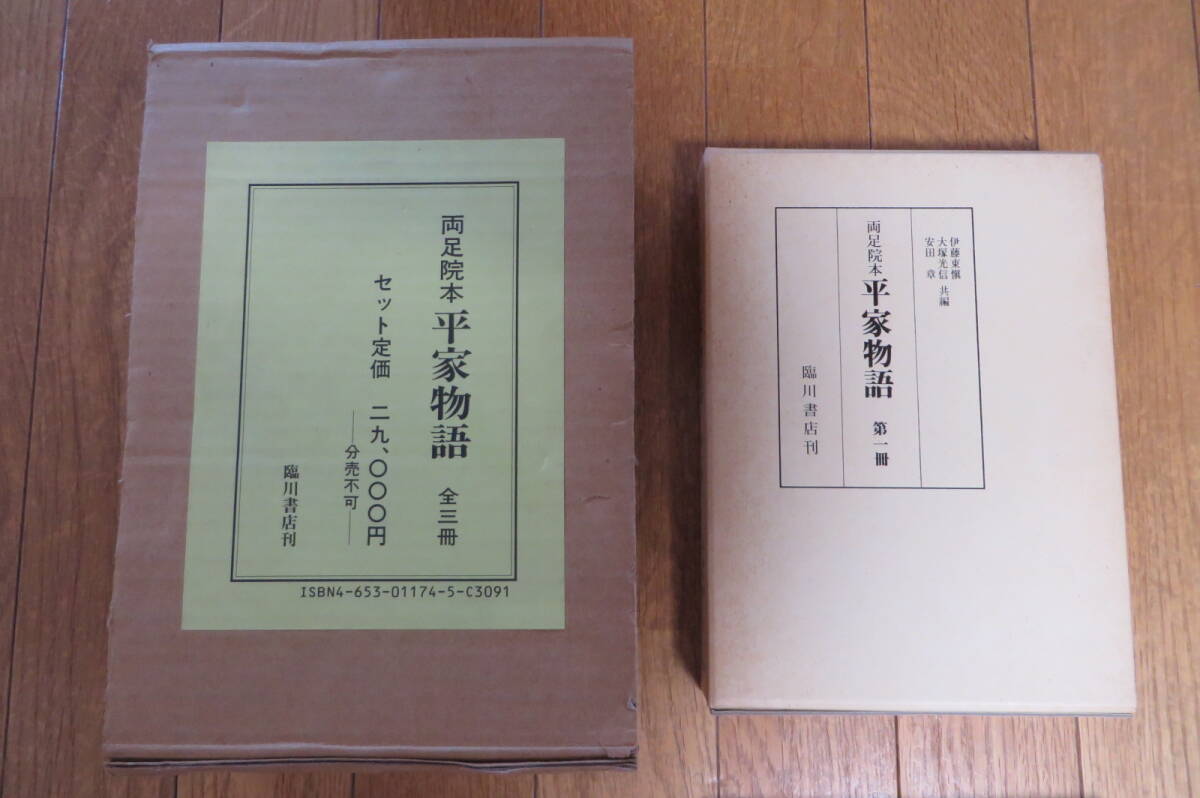 両足院本 平家物語 全三冊
セット定価 二九、〇〇〇円
―分売不可―
臨川書店刊
ISBN4-653-01174-5-C3091
伊藤東愼
大塚光信 共編
安田 章
両足院本 平家物語 第一冊
臨川書店刊